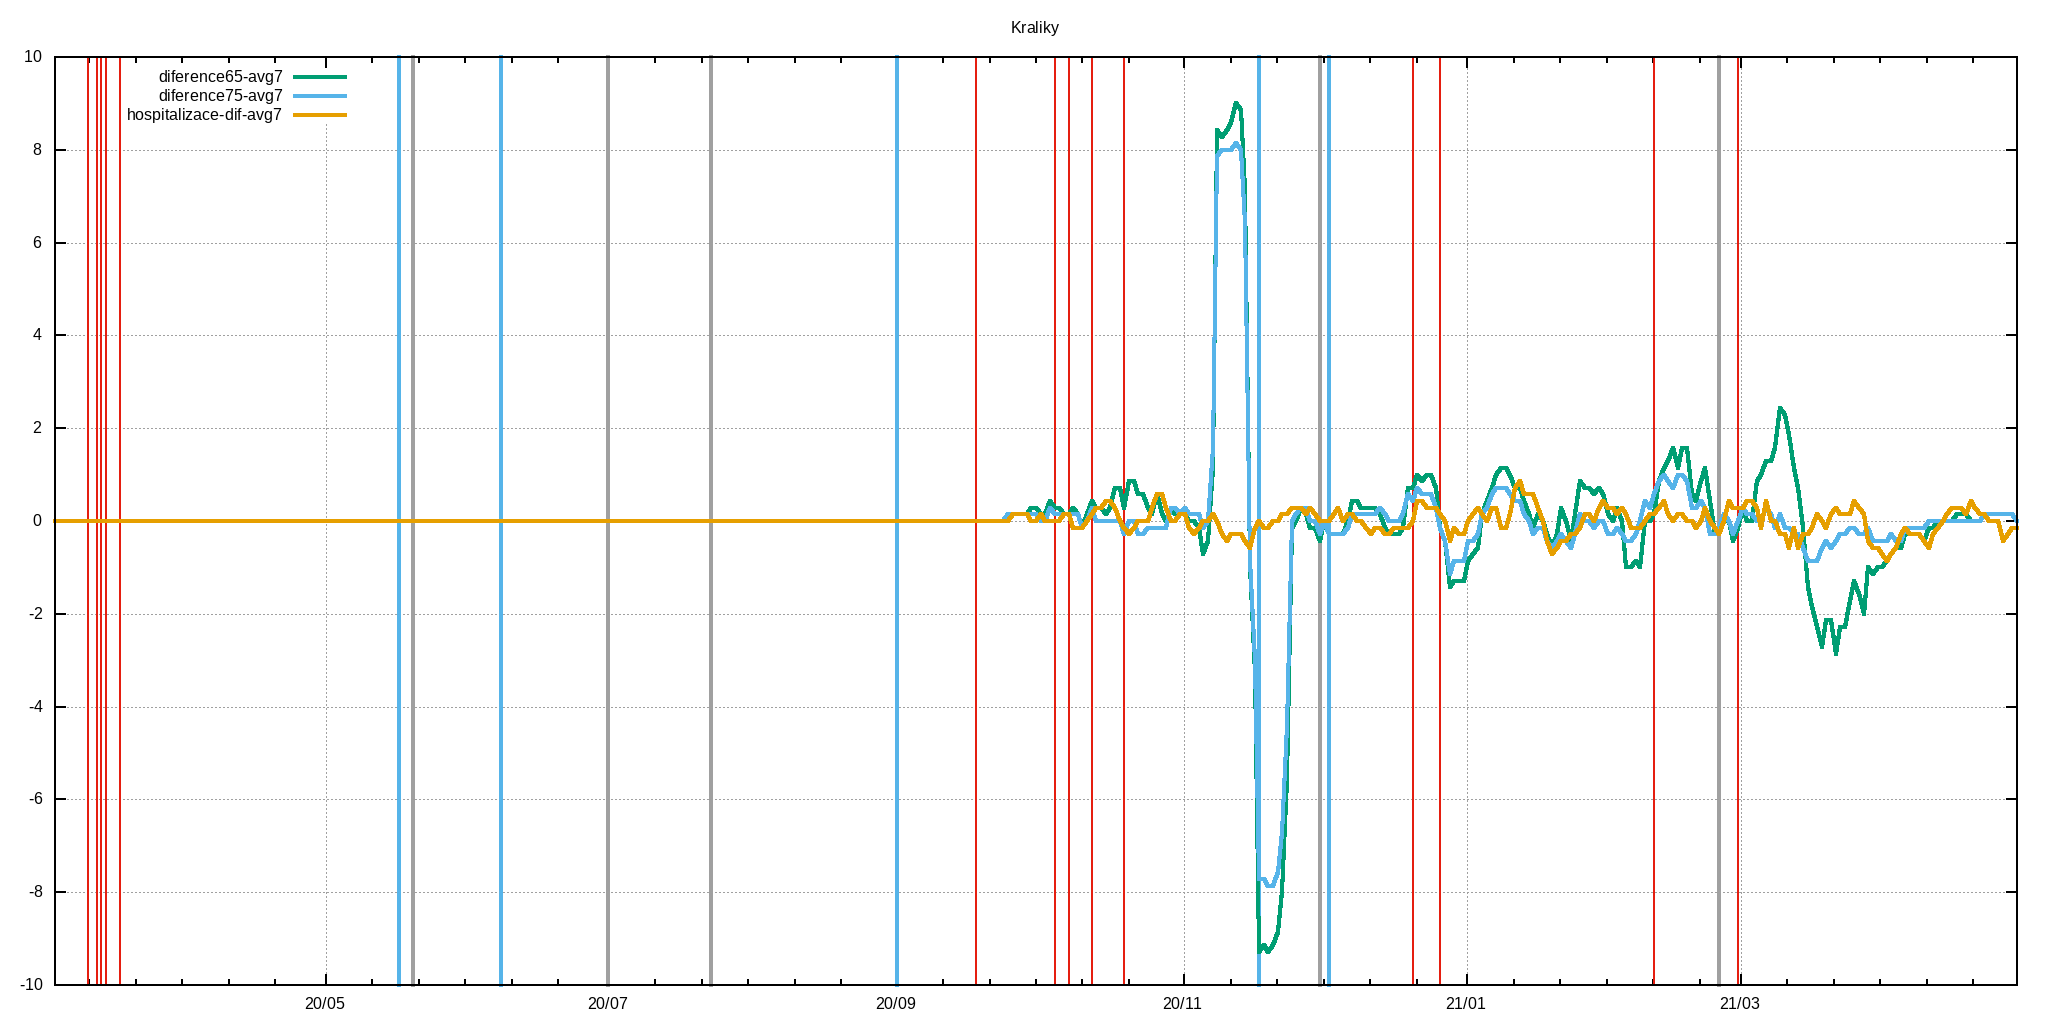 Kraliky
diference65-avg7
diference75-avg7
hospitalizace-dif-avg7
10
8
6
4
2
0
-2
-4
-6
-8
-10
20/05 20/07 20/09 20/11 21/01 21/03